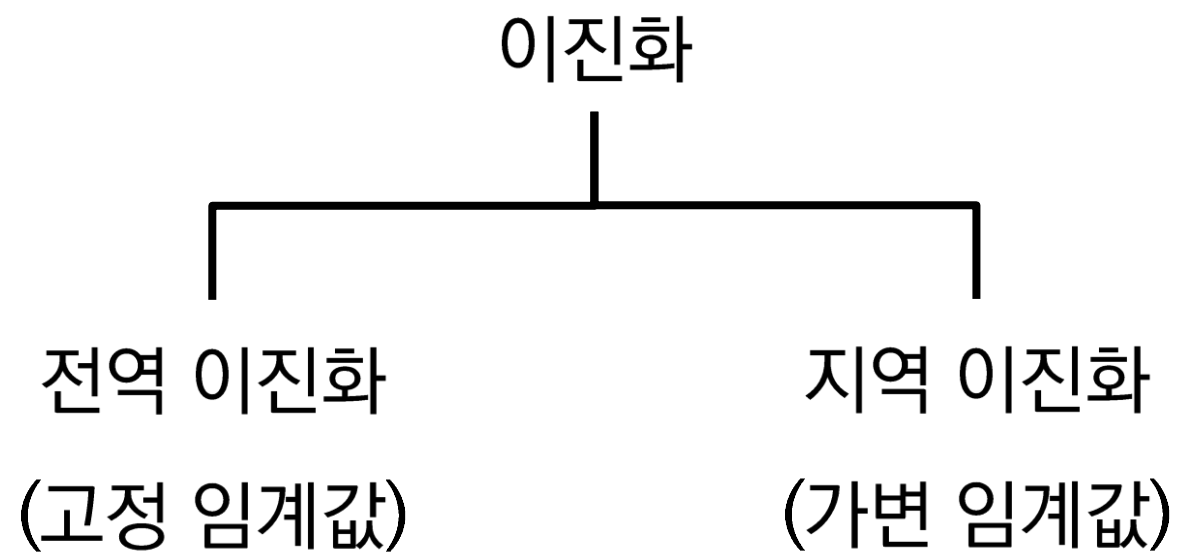 이진화
전역 이진화
(고정 임계값)
지역 이진화
(가변 임계값)